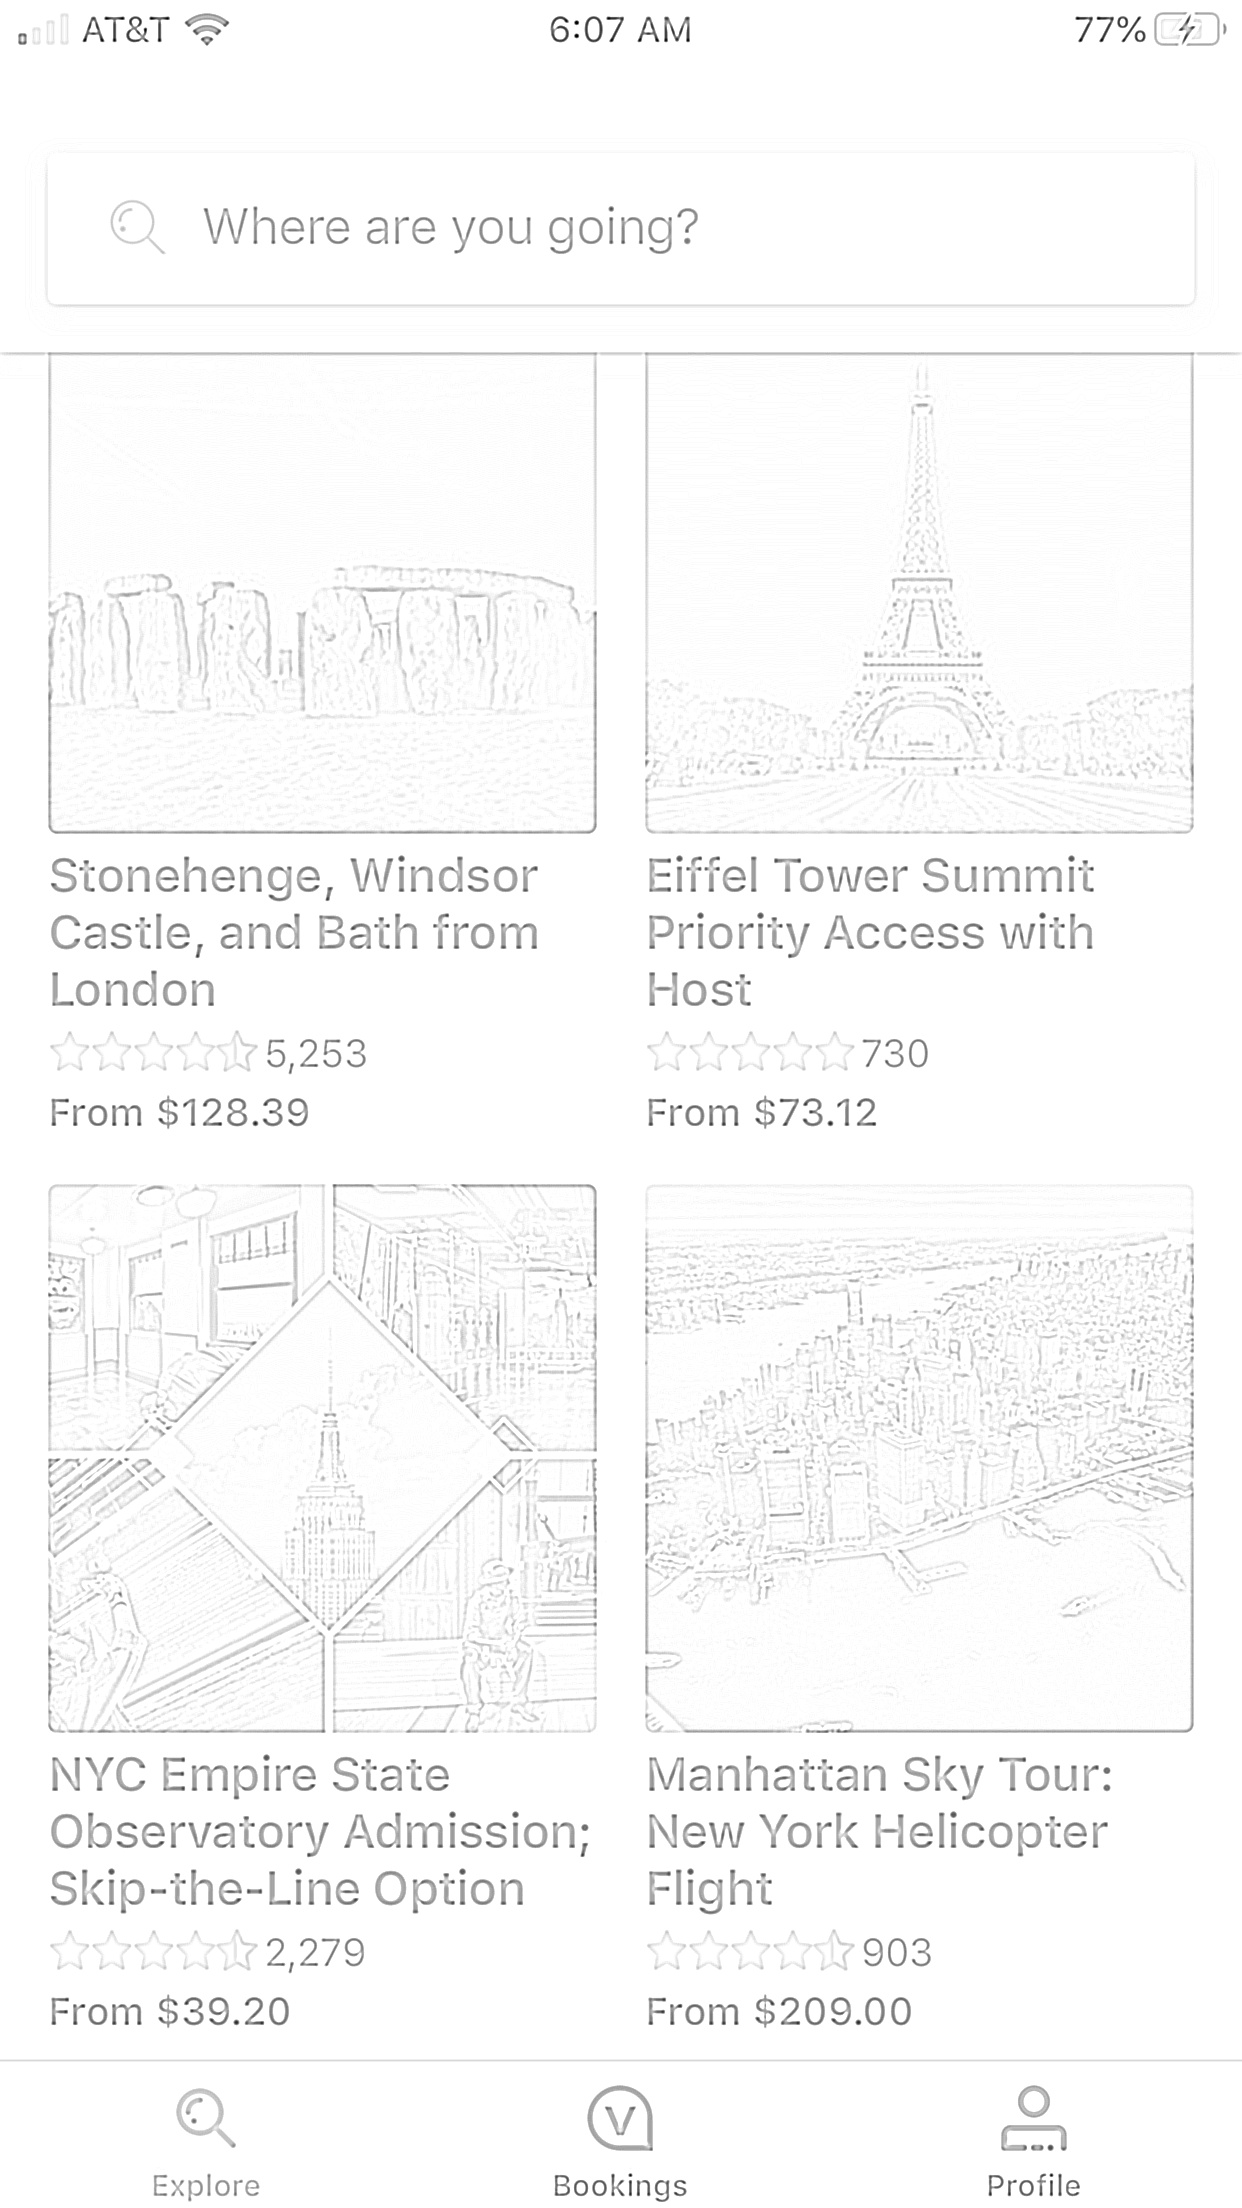 AT&T 6:07 AM 77%
Where are you going?
Stonehenge, Windsor
Castle, and Bath from
London
5,253
From $128.39
Eiffel Tower Summit
Priority Access with
Host
730
From $73.12
NYC Empire State
Observatory Admission;
Skip-the-Line Option
2,279
From $39.20
Manhattan Sky Tour:
New York Helicopter
Flight
903
From $209.00
Explore
Bookings
Profile